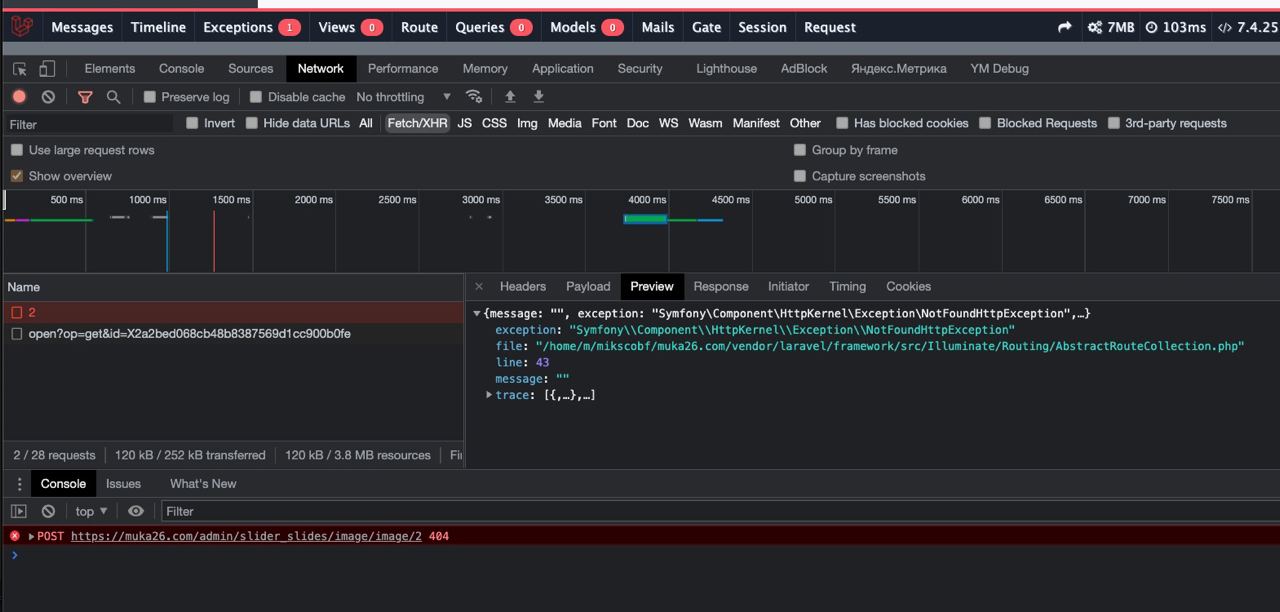 Messages Timeline Exceptions 1 Views 0 Route Queries 0 Models 0 Mails Gate Session Request 7MB 103ms </> 7.4.25
Elements Console Sources Network Performance Memory Application Security Lighthouse AdBlock Яндекс.Метрика YM Debug
Preserve log Disable cache No throttling
Filter Invert Hide data URLs All Fetch/XHR JS CSS Img Media Font Doc WS Wasm Manifest Other Has blocked cookies Blocked Requests 3rd-party requests
Use large request rows Group by frame
Show overview Capture screenshots
500 ms 1000 ms 1500 ms 2000 ms 2500 ms 3000 ms 3500 ms 4000 ms 4500 ms 5000 ms 5500 ms 6000 ms 6500 ms 7000 ms 7500 ms
Name
2
open?op=get&id=X2a2bed068cb48b8387569d1cc900b0fe
2 / 28 requests 120 kB / 252 kB transferred 120 kB / 3.8 MB resources Fi
Headers Payload Preview Response Initiator Timing Cookies
{message: "", exception: "Symfony\Component\HttpKernel\Exception\NotFoundHttpException",…}
exception: "Symfony\\Component\\HttpKernel\\Exception\\NotFoundHttpException"
file: "/home/m/mikscobf/muka26.com/vendor/laravel/framework/src/Illuminate/Routing/AbstractRouteCollection.php"
line: 43
message: ""
trace: [{,…},…]
Console Issues What's New
top Filter
POST https://muka26.com/admin/slider_slides/image/image/2 404